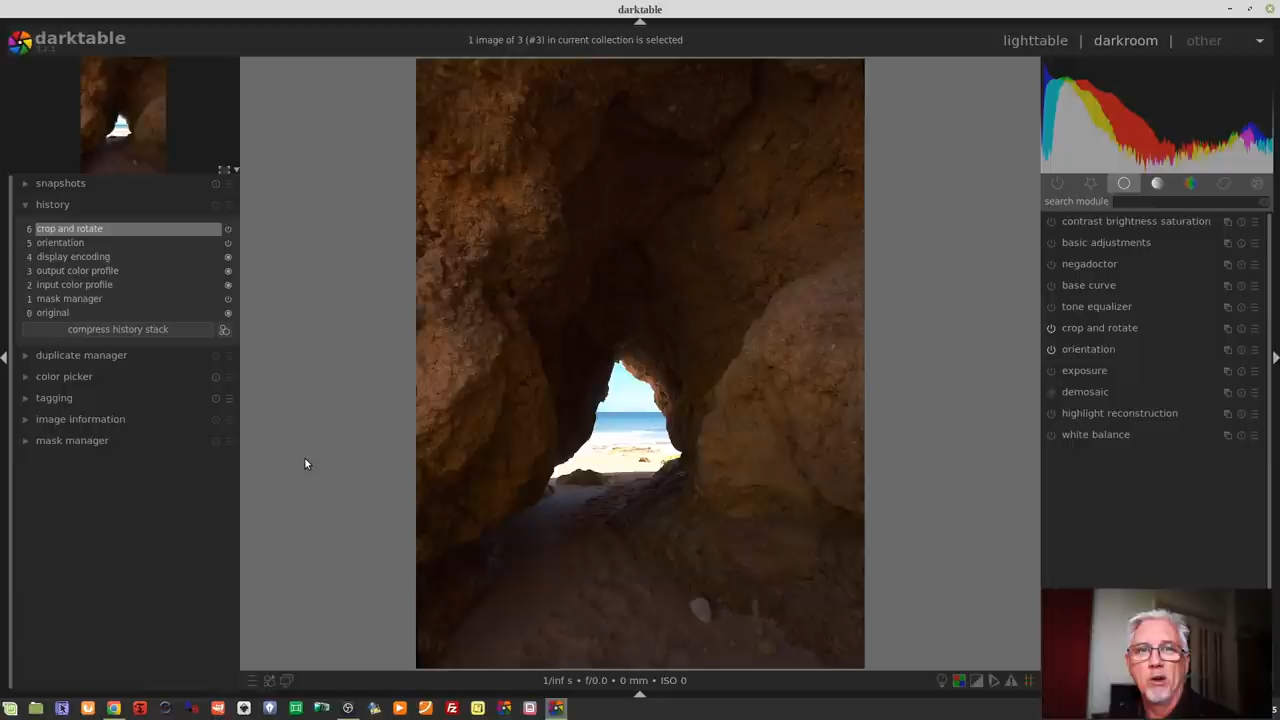 darktable
darktable
1 image of 3 (#3) in current collection is selected
lighttable | darkroom | other
snapshots
history
6 crop and rotate
5 orientation
4 display encoding
3 output color profile
2 input color profile
1 mask manager
0 original
compress history stack
duplicate manager
color picker
tagging
image information
mask manager
1/inf s • f/0.0 • 0 mm • ISO 0
search module
contrast brightness saturation
basic adjustments
negadoctor
base curve
tone equalizer
crop and rotate
orientation
exposure
demosaic
highlight reconstruction
white balance